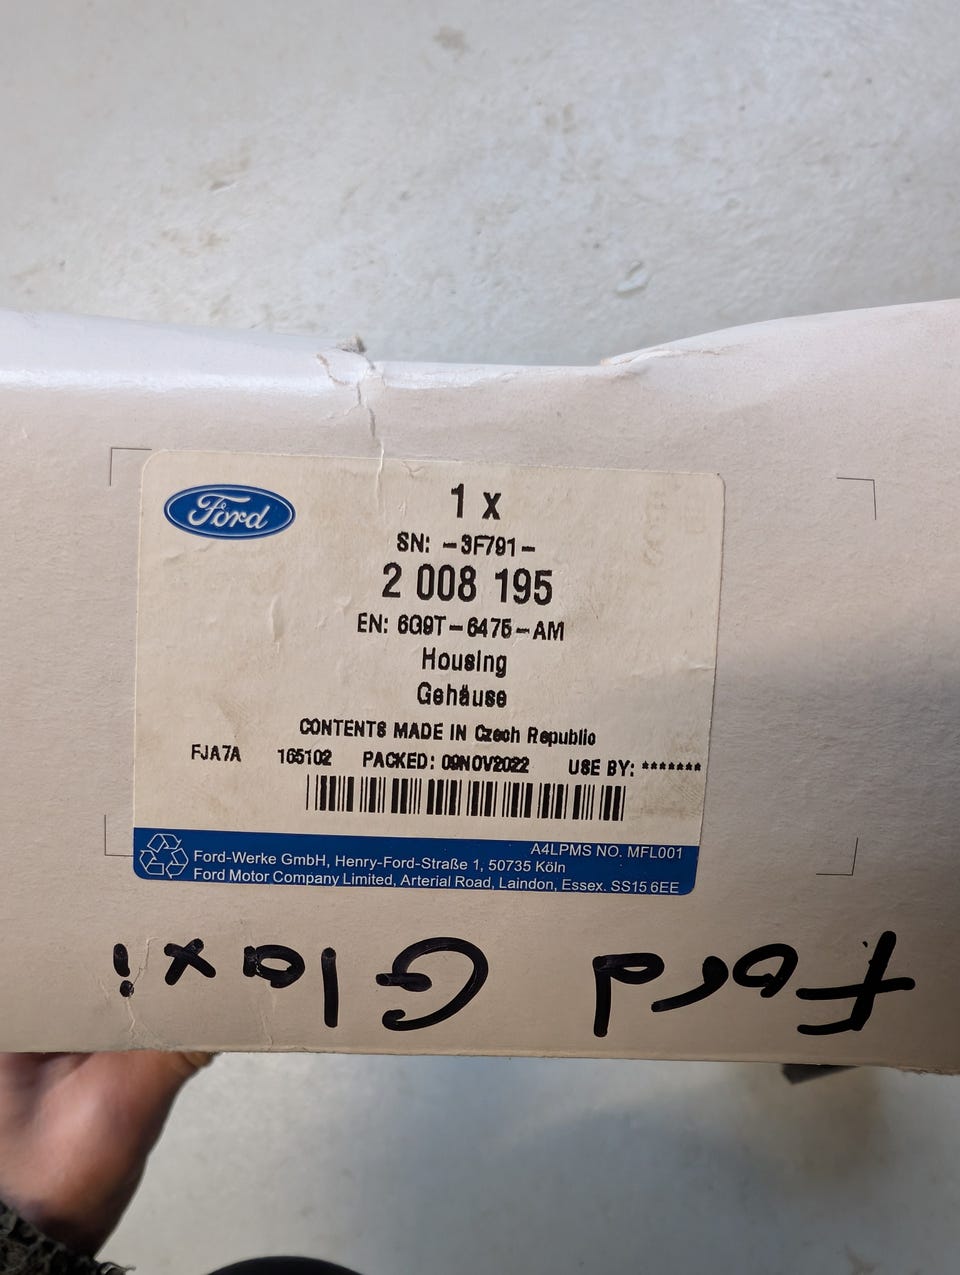 Ford
1 x
SN: -3F791-
2 008 195
EN: 6G9T-6475-AM
Housing
Gehäuse
CONTENTS MADE IN Czech Republic
FJA7A 165102 PACKED: 09NOV2022 USE BY: *******
A4LPMS NO. MFL001
Ford-Werke GmbH, Henry-Ford-Straße 1, 50735 Köln
Ford Motor Company Limited, Arterial Road, Laindon, Essex. SS15 6EE
Ford Glaxi